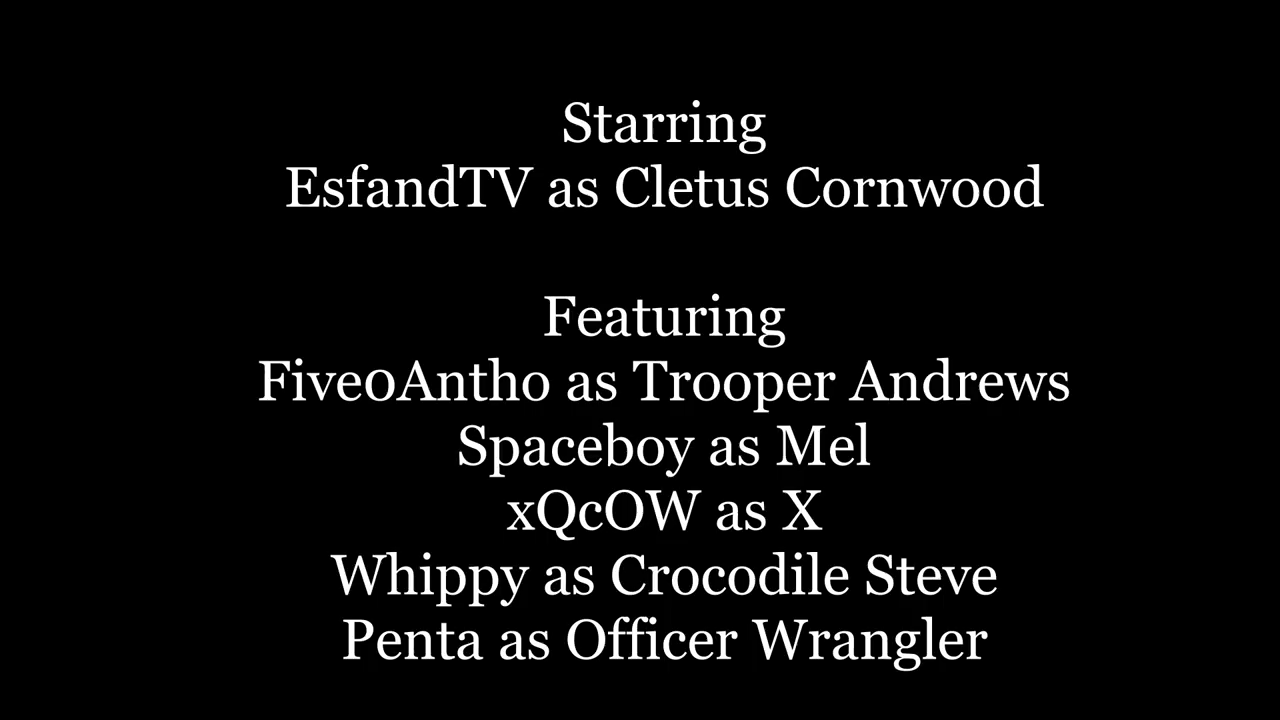 Starring
EsfandTV as Cletus Cornwood
Featuring
Five0Antho as Trooper Andrews
Spaceboy as Mel
xQcOW as X
Whippy as Crocodile Steve
Penta as Officer Wrangler